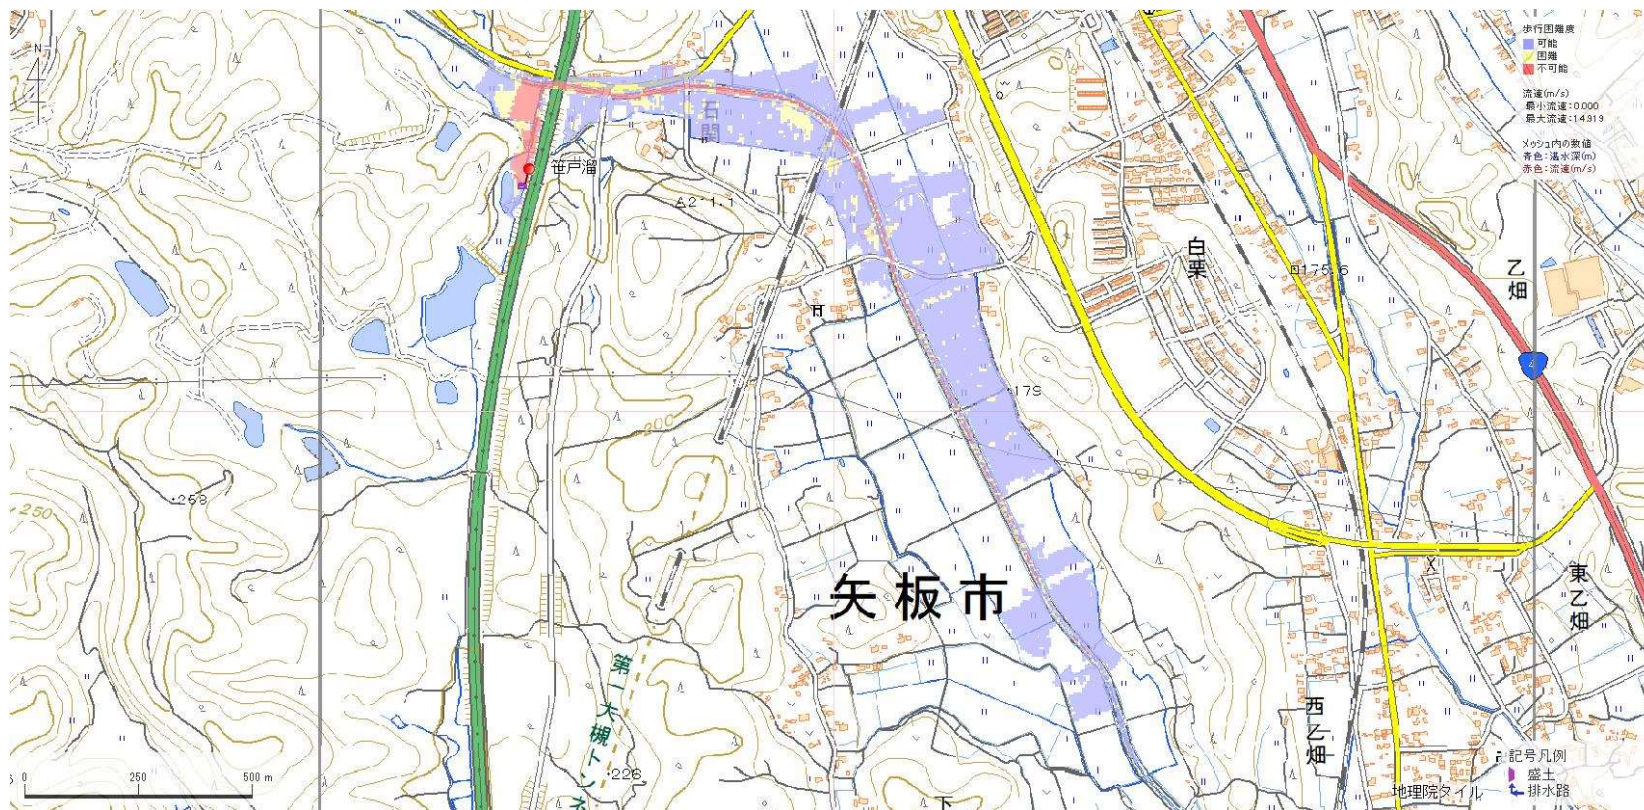 歩行困難度
可能
困難
不可能
流速(m/s)
最小流速:0.000
最大流速:14.919
メッシュ内の数値
青色:湛水深(m)
赤色:流速(m/s)
N
石関
笹戸溜
白栗
175.6
乙畑
4
179
200
258
250
矢板市
東乙畑
西乙畑
第一大槻トンネ
226
下
0 250 500 m
記号凡例
盛土
排水路
地理院タイル